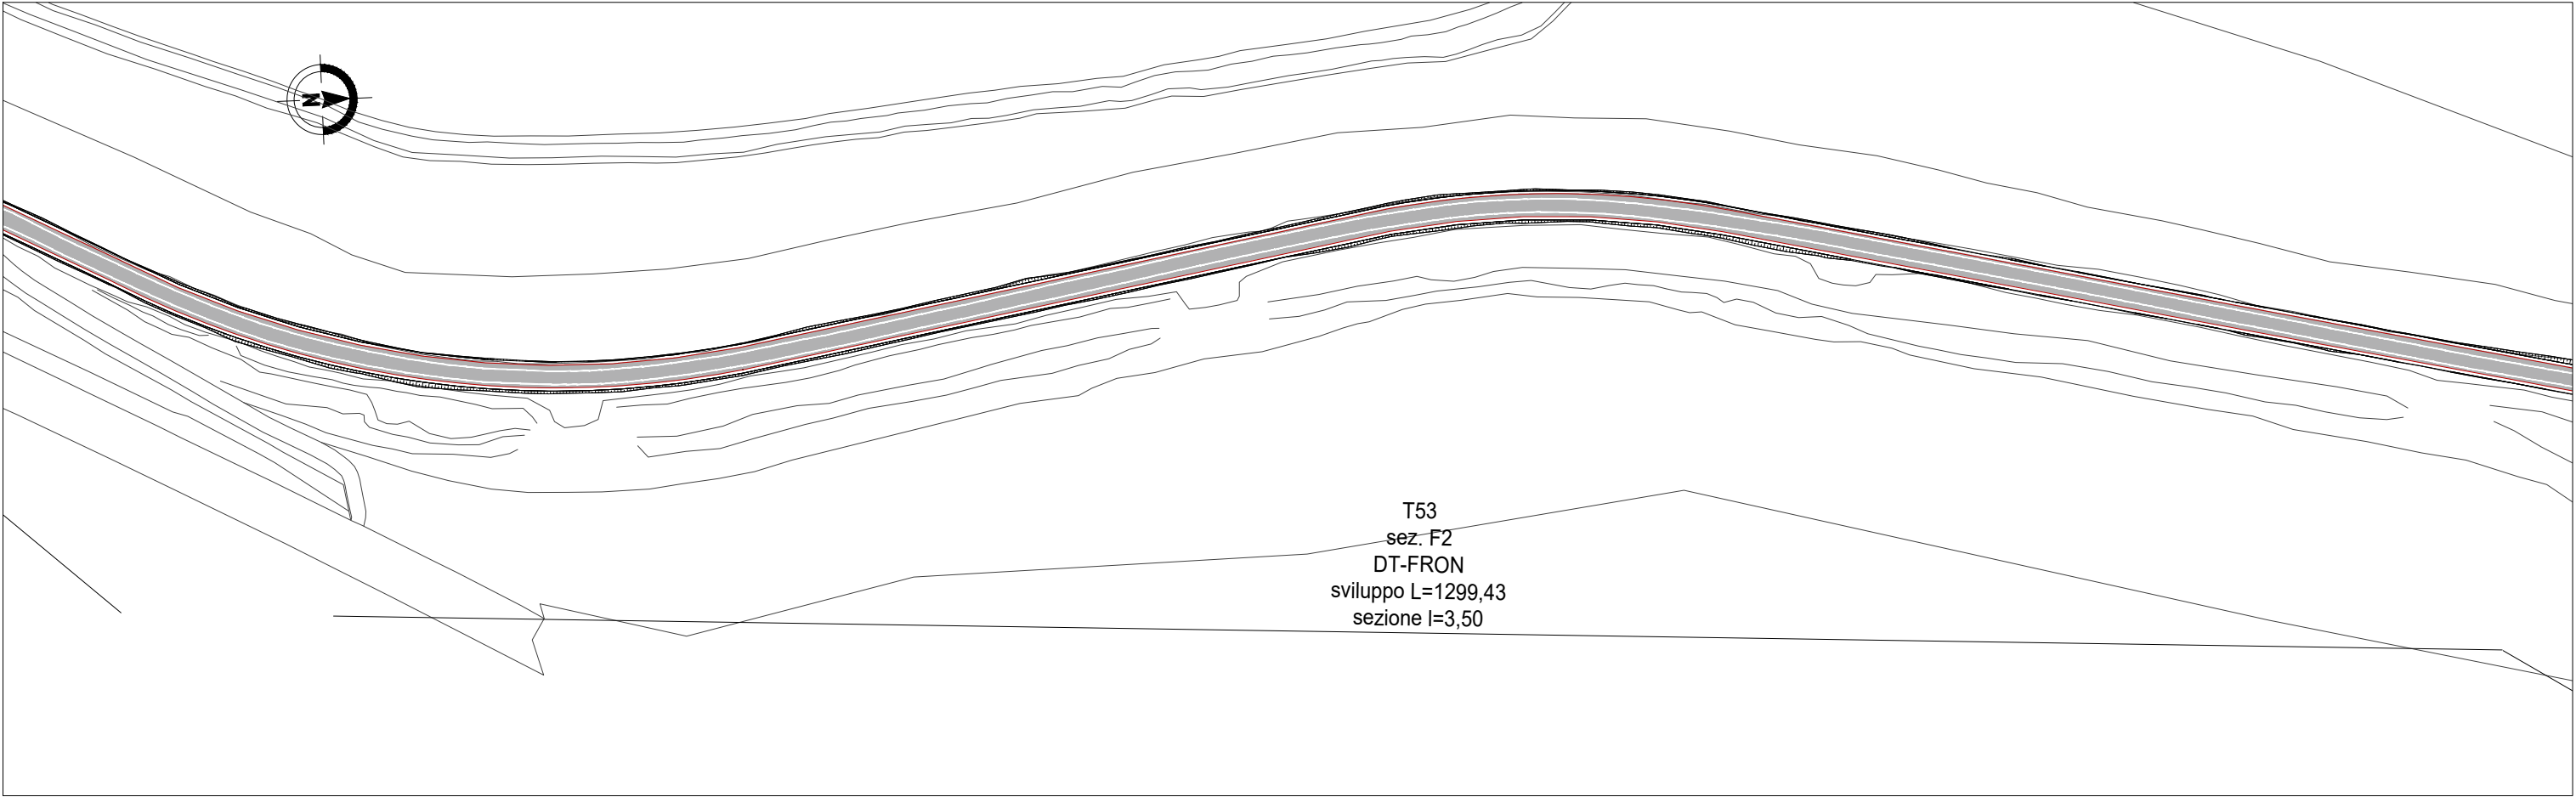 N
T53
sez. F2
DT-FRON
sviluppo L=1299,43
sezione l=3,50